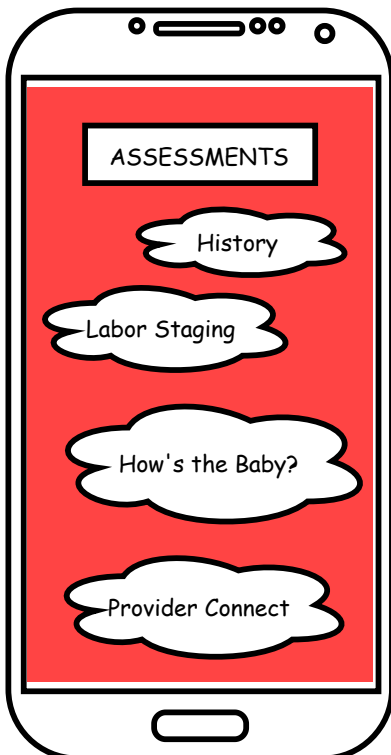 ASSESSMENTS
History
Labor Staging
How's the Baby?
Provider Connect